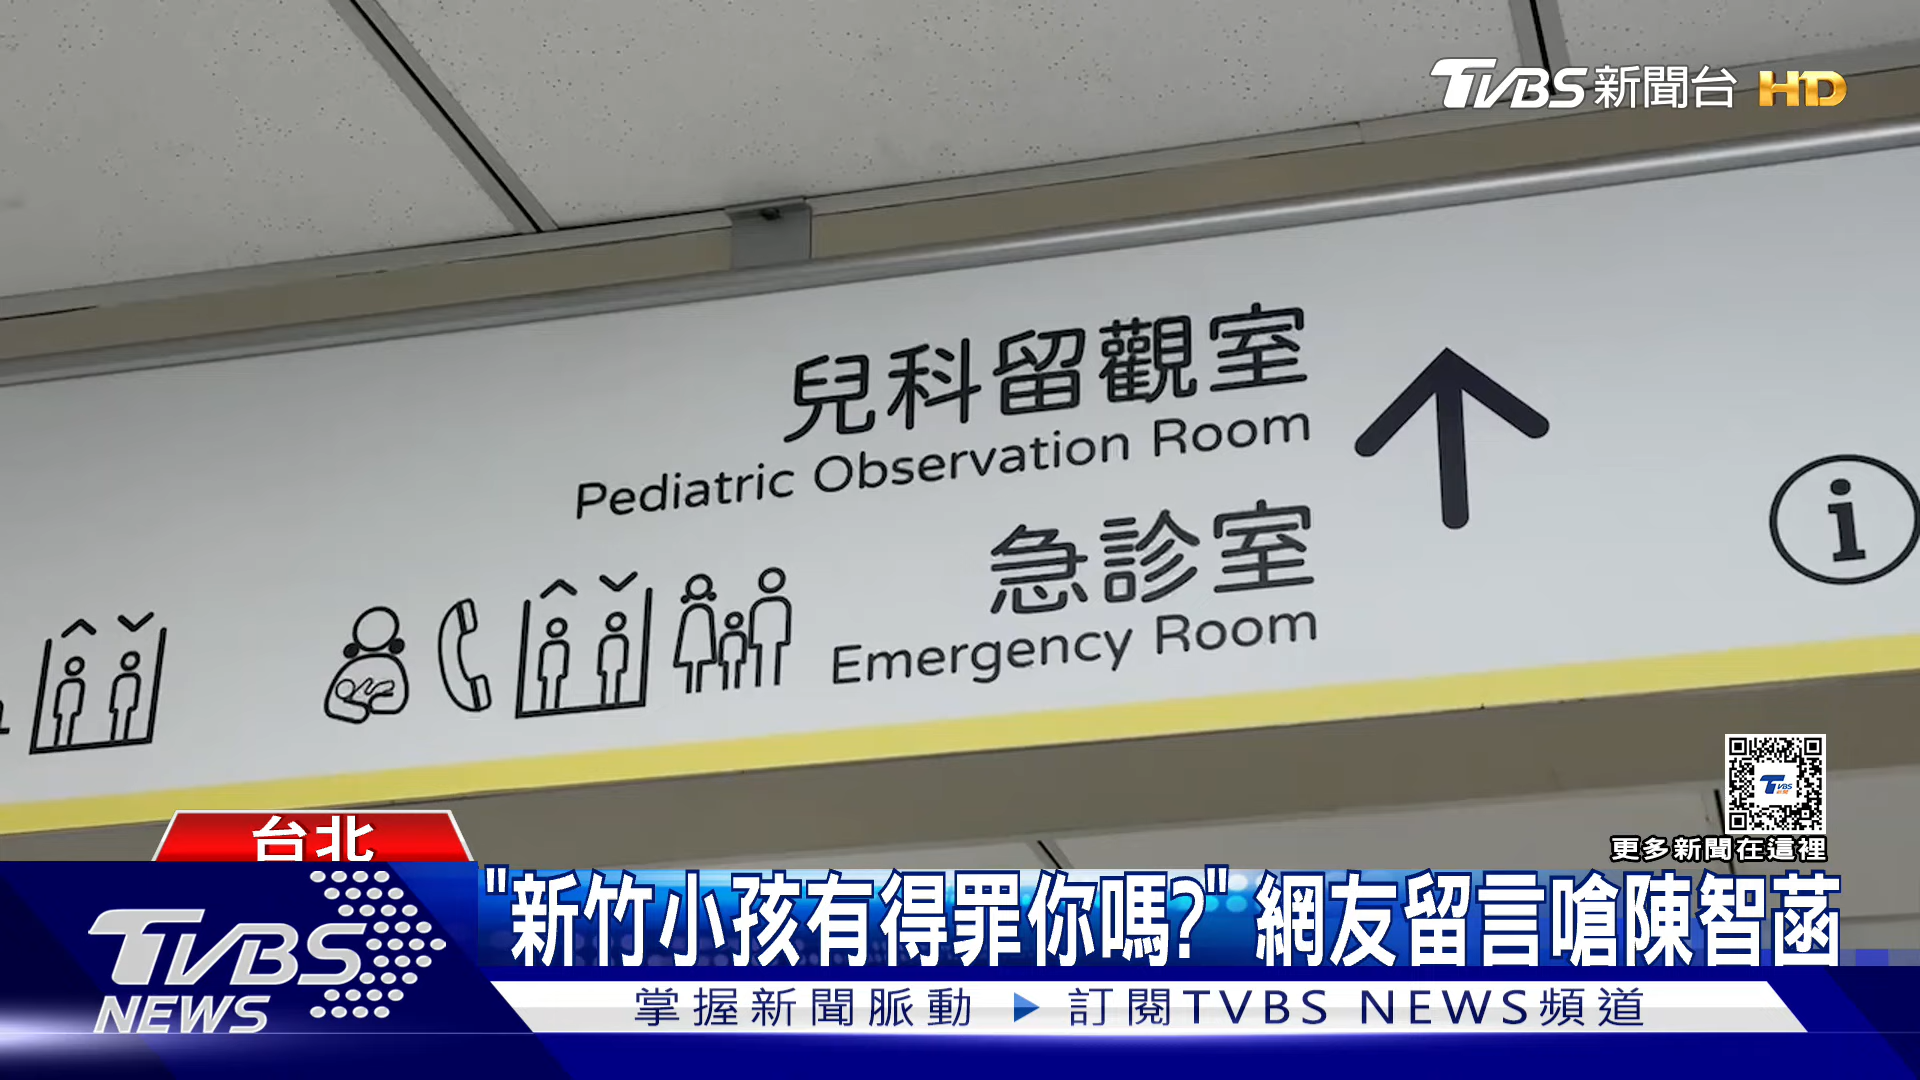 TVBS新聞台 HD
兒科留觀室
Pediatric Observation Room
急診室
Emergency Room
i
TVBS
新聞
更多新聞在這裡
台北
"新竹小孩有得罪你嗎?" 網友留言嗆陳智菡
TVBS
NEWS
掌握新聞脈動 ▶ 訂閱TVBS NEWS頻道